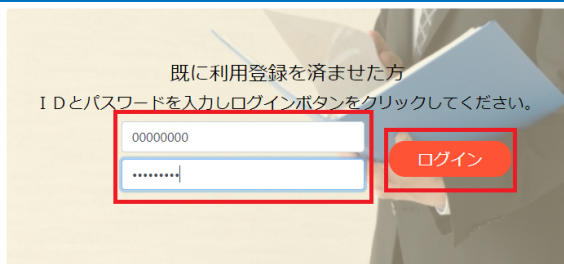 既に利用登録を済ませた方
ＩＤとパスワードを入力しログインボタンをクリックしてください。
00000000
•••••••••
ログイン